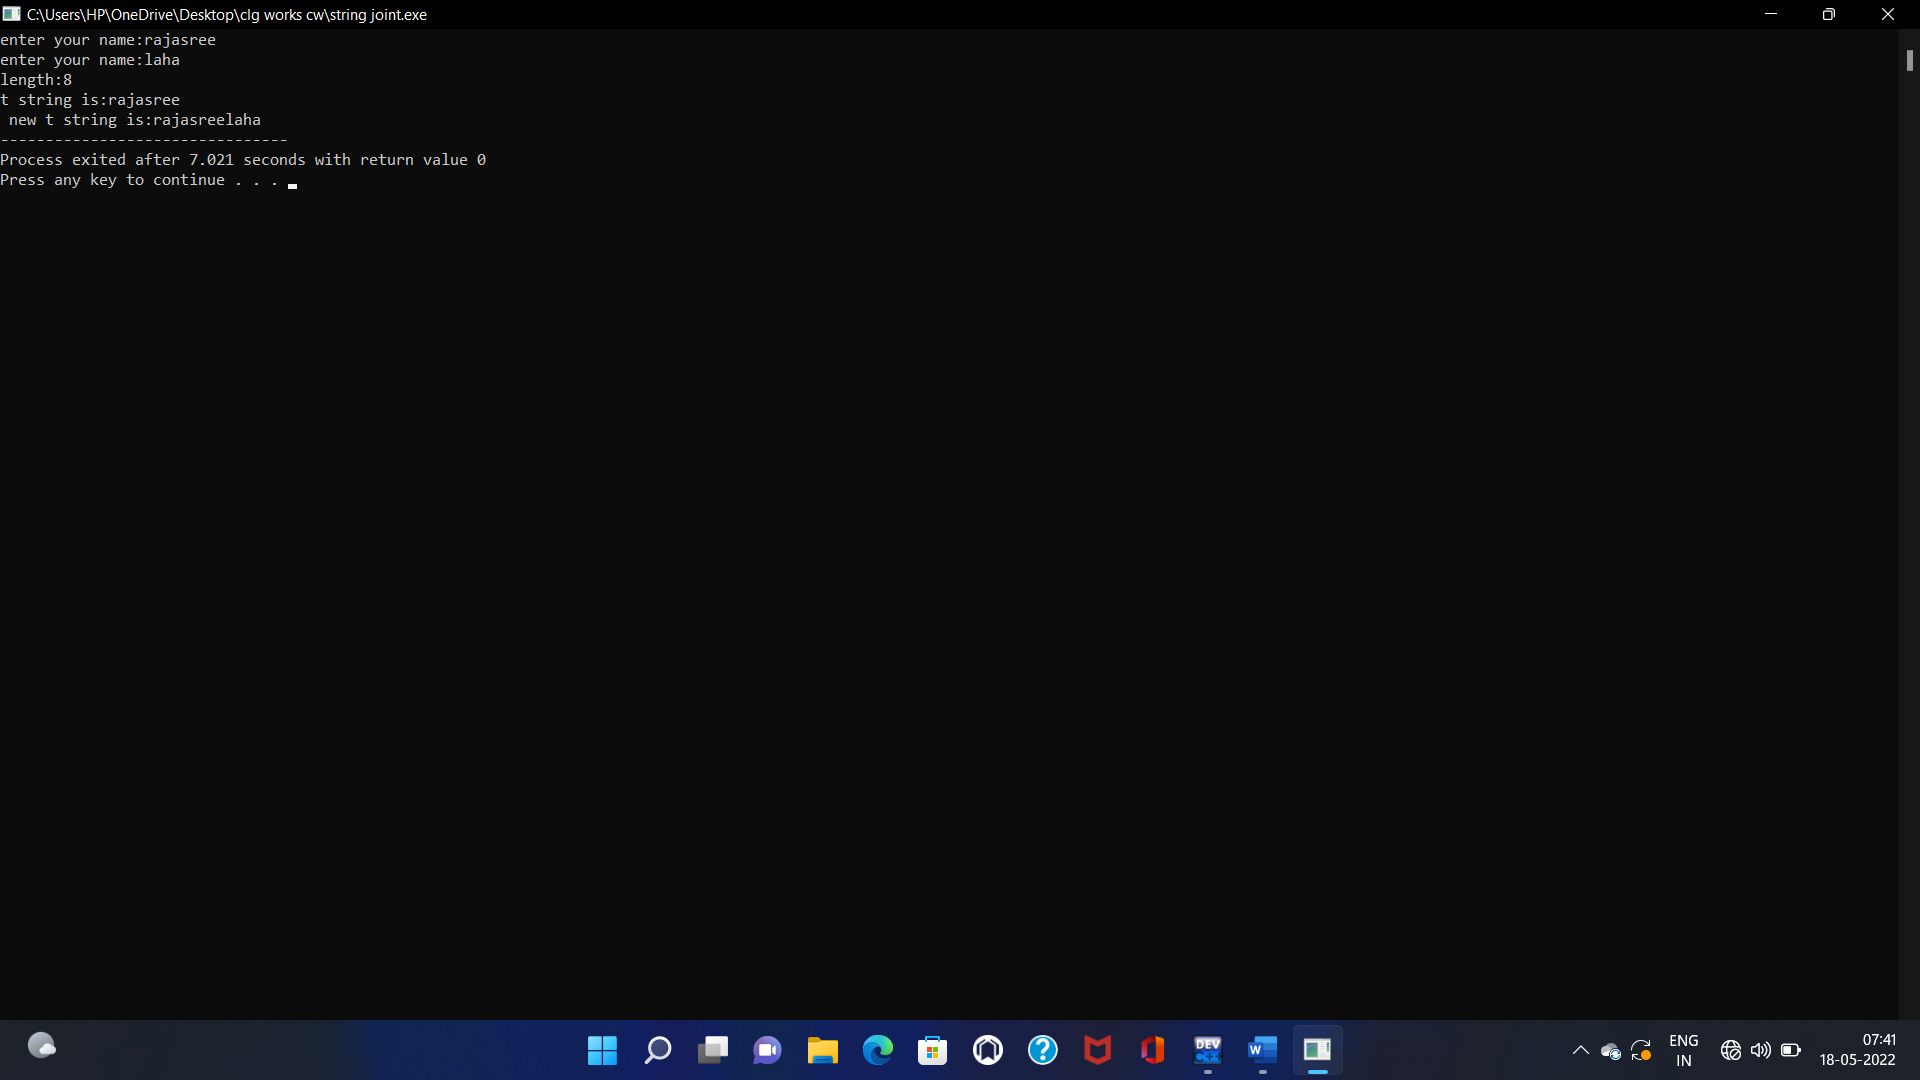 C:\Users\HP\OneDrive\Desktop\clg works cw\string joint.exe
enter your name:rajasree
enter your name:laha
length:8
t string is:rajasree
 new t string is:rajasreelaha
--------------------------------
Process exited after 7.021 seconds with return value 0
Press any key to continue . . .
DEV
C++
W
ENG
IN
07:41
18-05-2022